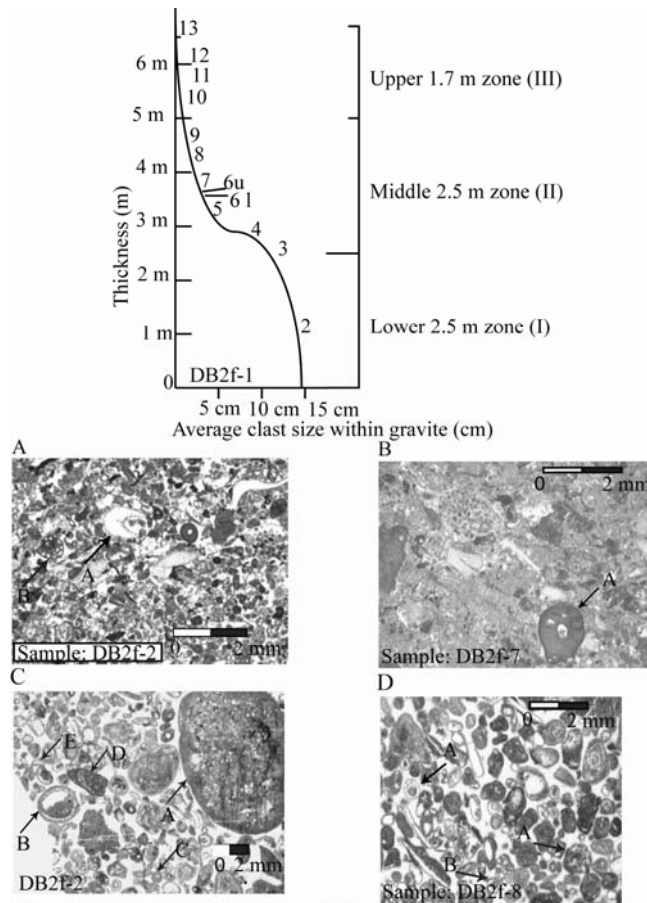 13
12
6 m
11
Upper 1.7 m zone (III)
10
5 m
9
8
4 m
7
6u
6 l
Middle 2.5 m zone (II)
5
3 m
4
3
2 m
2
1 m
Lower 2.5 m zone (I)
0
DB2f-1
5 cm 10 cm 15 cm
Thickness (m)
Average clast size within gravite (cm)
A
A
B
0 2 mm
Sample: DB2f-2
B
0 2 mm
A
Sample: DB2f-7
C
E
D
A
B
C
0 2 mm
DB2f-2
D
0 2 mm
A
A
B
Sample: DB2f-8